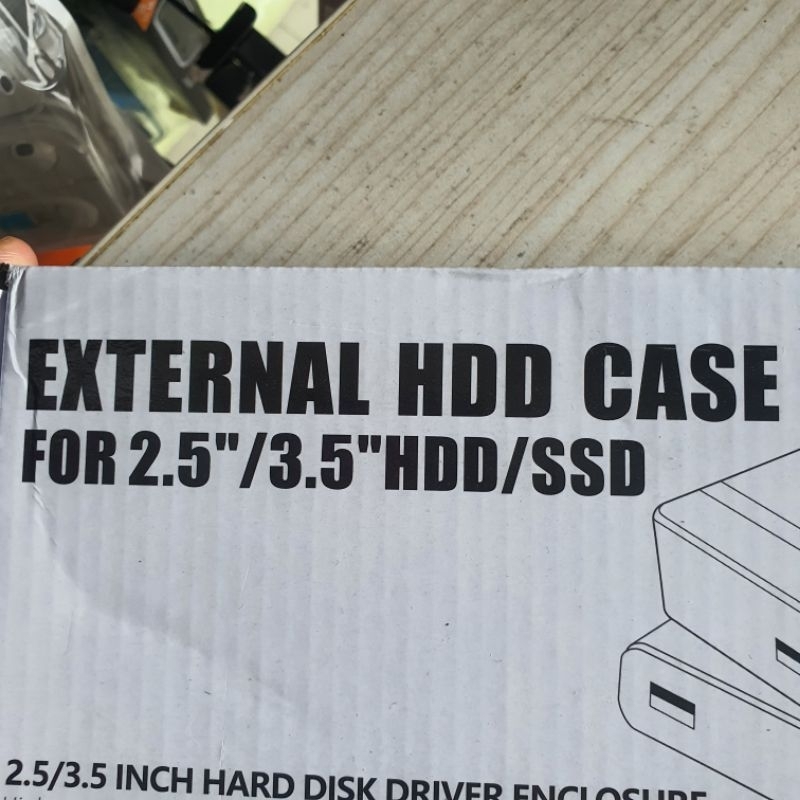 EXTERNAL HDD CASE
FOR 2.5"/3.5"HDD/SSD
2.5/3.5 INCH HARD DISK DRIVER ENCLOSURE